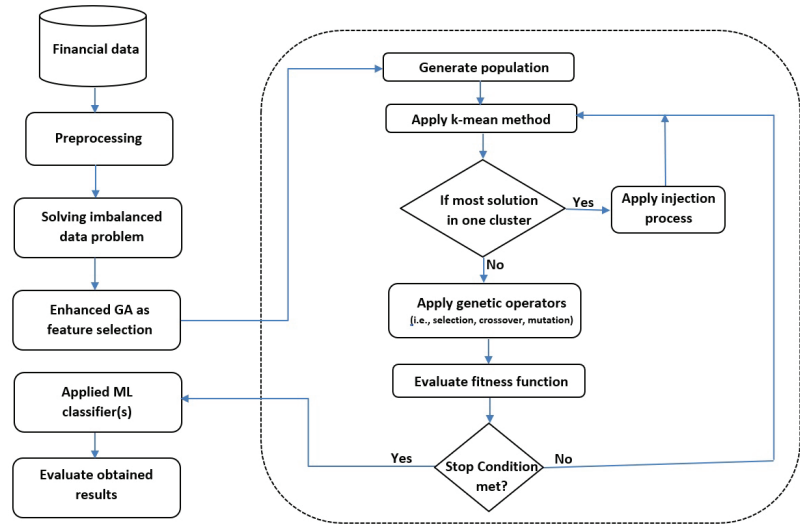 Financial data
Preprocessing
Solving imbalanced
data problem
Enhanced GA as
feature selection
Applied ML
classifier(s)
Evaluate obtained
results
Generate population
Apply k-mean method
If most solution
in one cluster
Yes
Apply injection
process
No
Apply genetic operators
(i.e., selection, crossover, mutation)
Evaluate fitness function
Stop Condition
met?
Yes
No